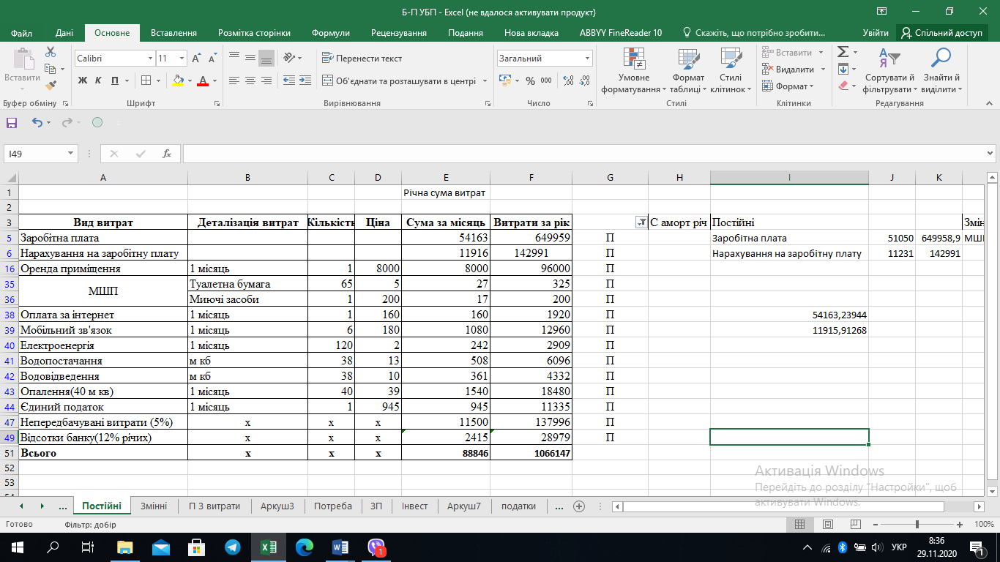 Б-П УБП - Excel (не вдалося активувати продукт)
Файл Дані Основне Вставлення Розмітка сторінки Формули Рецензування Подання Нова вкладка ABBYY FineReader 10 Скажіть, що потрібно зробити... Увійти Спільний доступ
Вставити Calibri 11 Перенести текст Загальний Умовне форматування Формат таблиці Стилі клітинок Вставити Сортувати й фільтрувати Знайти й виділити
Ж К П Об'єднати та розташувати в центрі % 000 Видалити
Формат
Буфер обміну Шрифт Вирівнювання Число Стилі Клітинки Редагування
I49 fx
A B C D E F G H I J K
1 Річна сума витрат
2
3 Вид витрат Деталізація витрат Кількість Ціна Сума за місяць Витрати за рік С аморт річ Постійні Змін
5 Заробітна плата 54163 649959 П Заробітна плата 51050 649958,9 МШ
6 Нарахування на заробітну плату 11916 142991 П Нарахування на заробітну плату 11231 142991
16 Оренда приміщення 1 місяць 1 8000 8000 96000 П
35 МШП Туалетна бумага 65 5 27 325 П
36 Миючі засоби 1 200 17 200 П
38 Оплата за інтернет 1 місяць 1 160 160 1920 П 54163,23944
39 Мобільний зв'язок 1 місяць 6 180 1080 12960 П 11915,91268
40 Електроенергія 1 місяць 120 2 242 2909 П
41 Водопостачання м кб 38 13 508 6096 П
42 Водовідведення м кб 38 10 361 4332 П
43 Опалення(40 м кв) 1 місяць 40 39 1540 18480 П
44 Єдиний податок 1 місяць 1 945 945 11335 П
47 Непередбачувані витрати (5%) х х х 11500 137996 П
49 Відсотки банку(12% річих) х х х 2415 28979 П
51 Всього х х х 88846 1066147
52
53
Активація Windows
Перейдіть до розділу "Настройки", щоб
активувати Windows.
... Постійні Змінні П З витрати Аркуш3 Потреба ЗП Інвест Аркуш7 податки ...
Готово Фільтр: добір 100%
1 УКР 8:36
29.11.2020 1